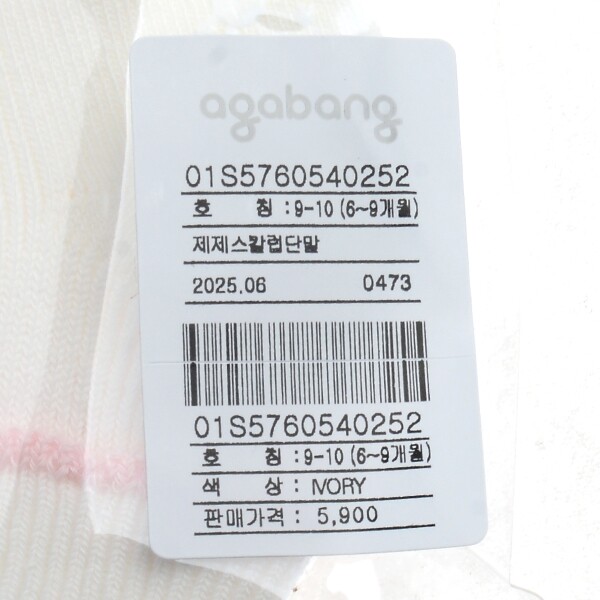 agabang
01S5760540252
호 칭 : 9-10 (6~9개월)
제제스칼럽단말
2025.06 0473
01S5760540252
호 칭 : 9-10 (6~9개월)
색 상 : IVORY
판매가격 : 5,900